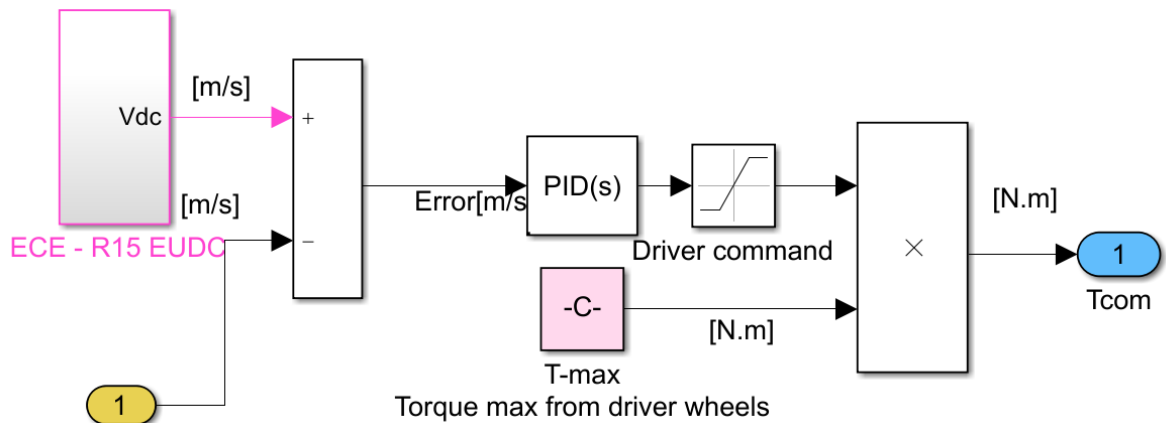 [m/s]
Vdc
+
[m/s]
ECE - R15 EUDC
−
Error[m/s
PID(s)
Driver command
-C-
[N.m]
T-max
Torque max from driver wheels
×
[N.m]
1
Tcom
1